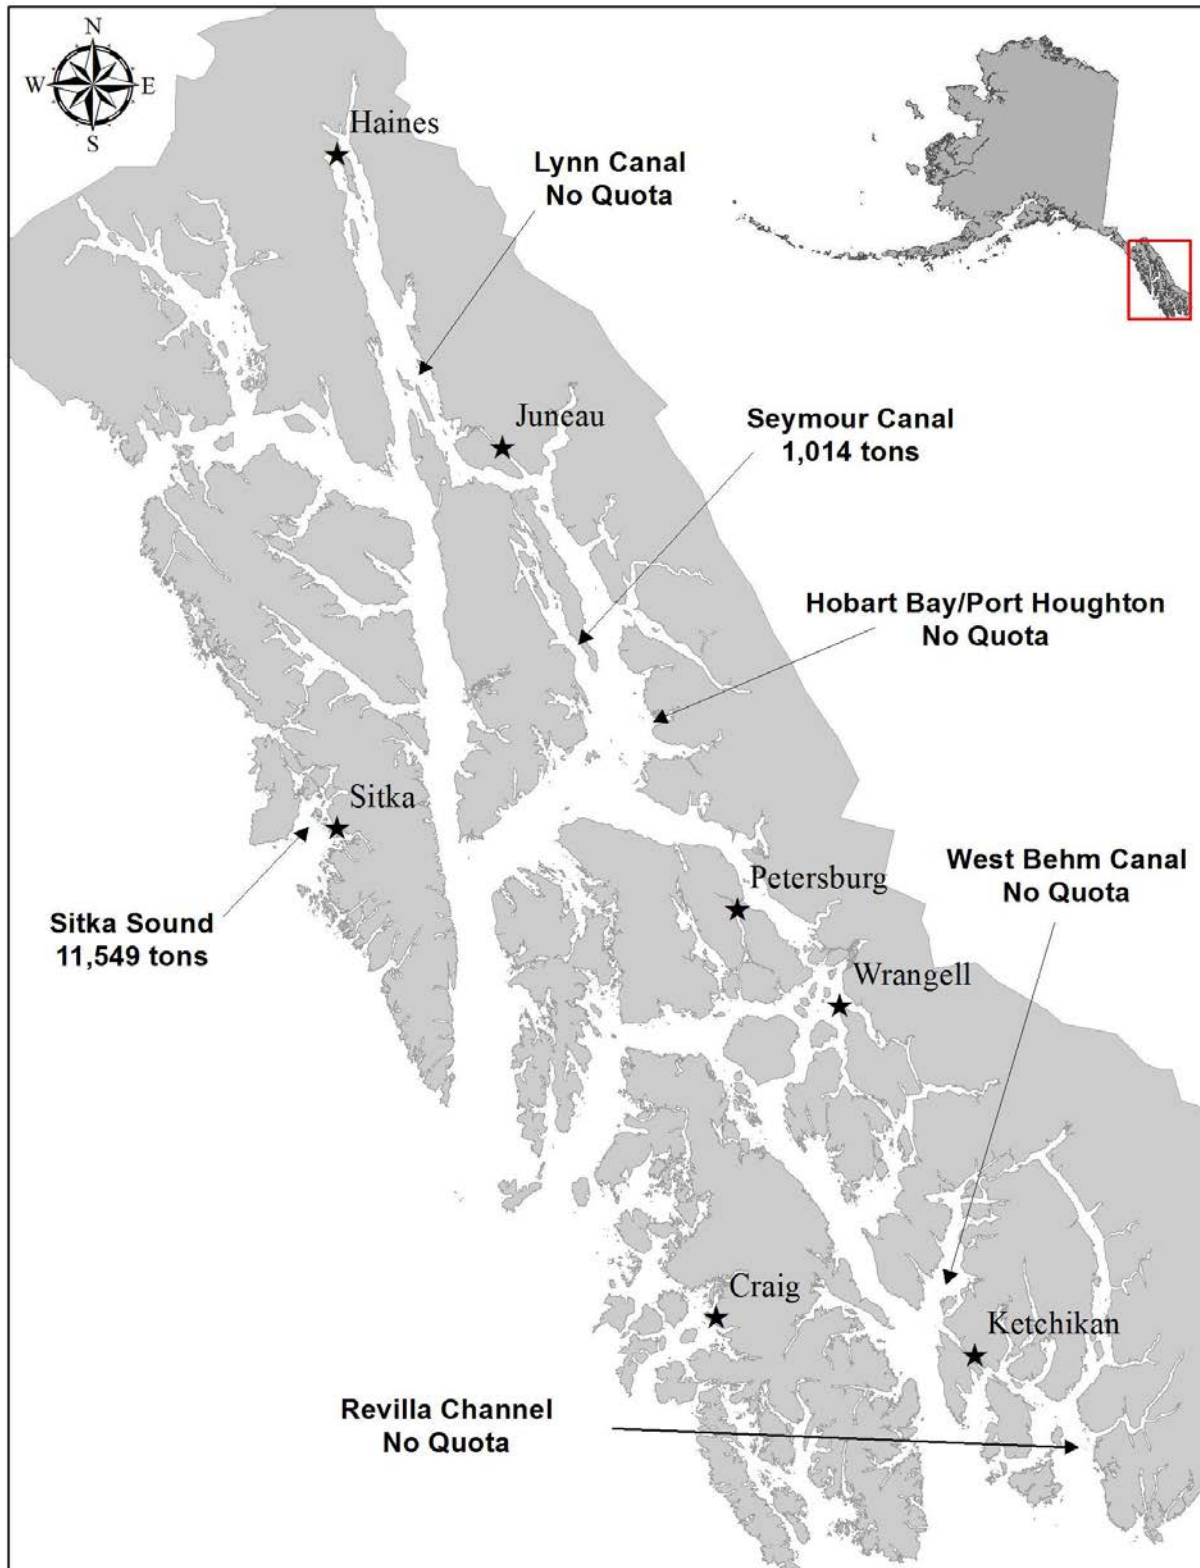 N
W E
S
Haines
Lynn Canal
No Quota
Juneau
Seymour Canal
1,014 tons
Hobart Bay/Port Houghton
No Quota
Sitka
Sitka Sound
11,549 tons
Petersburg
West Behm Canal
No Quota
Wrangell
Craig
Ketchikan
Revilla Channel
No Quota